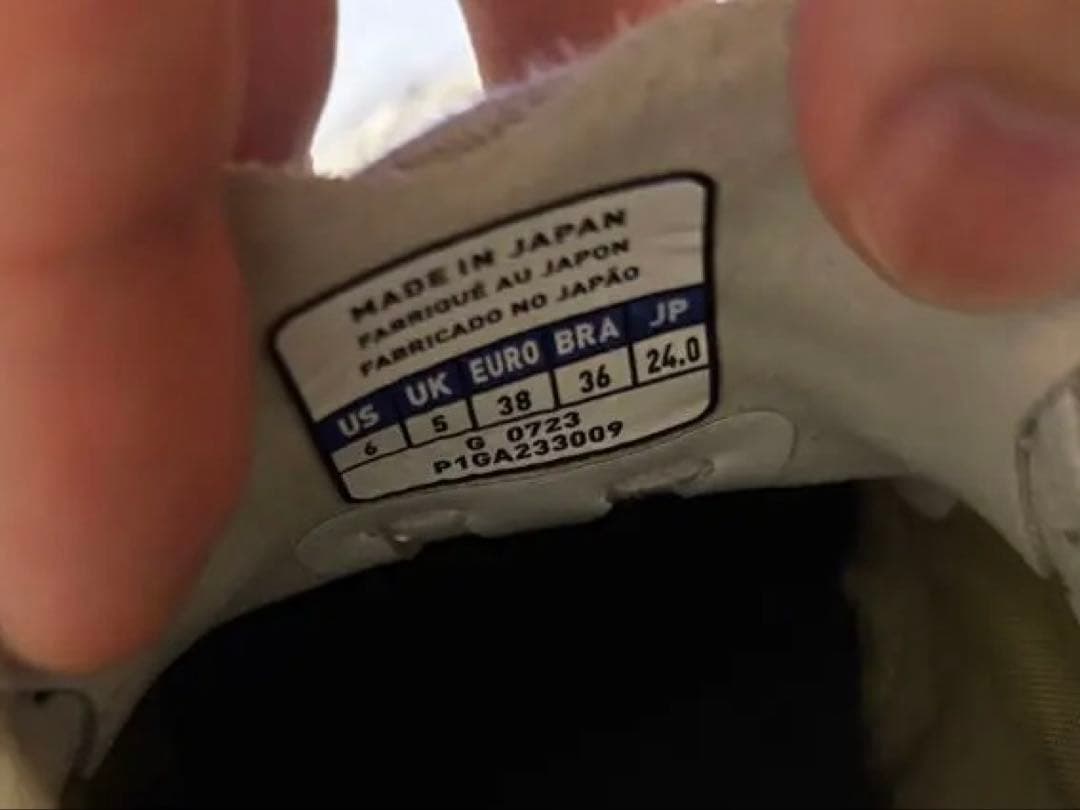 MADE IN JAPAN
FABRIQUÉ AU JAPON
FABRICADO NO JAPÃO
US UK EURO BRA JP
6 5 38 36 24.0
G 0723
P1GA233009